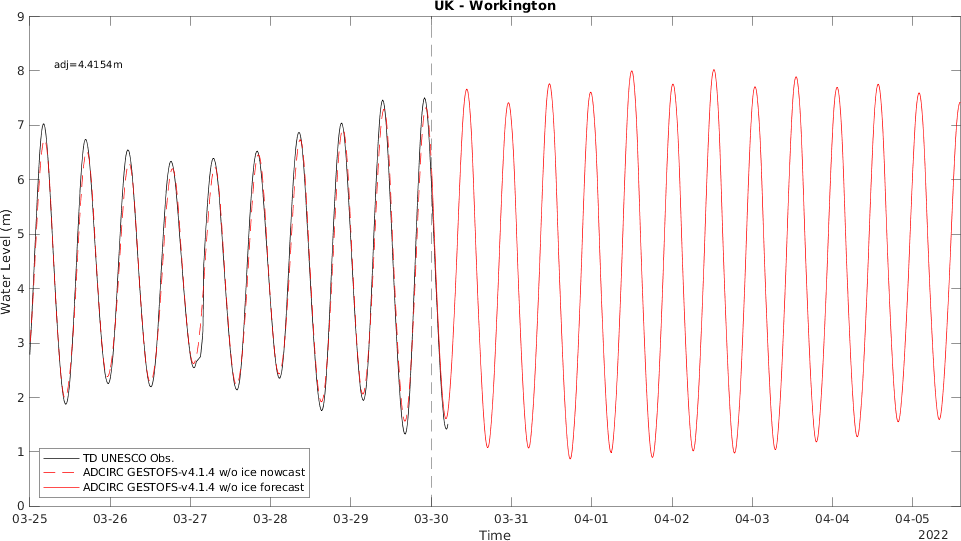 UK - Workington
9
8
7
6
5
4
3
2
1
0
adj=4.4154m
Water Level (m)
TD UNESCO Obs.
ADCIRC GESTOFS-v4.1.4 w/o ice nowcast
ADCIRC GESTOFS-v4.1.4 w/o ice forecast
03-25 03-26 03-27 03-28 03-29 03-30 03-31 04-01 04-02 04-03 04-04 04-05
Time
2022